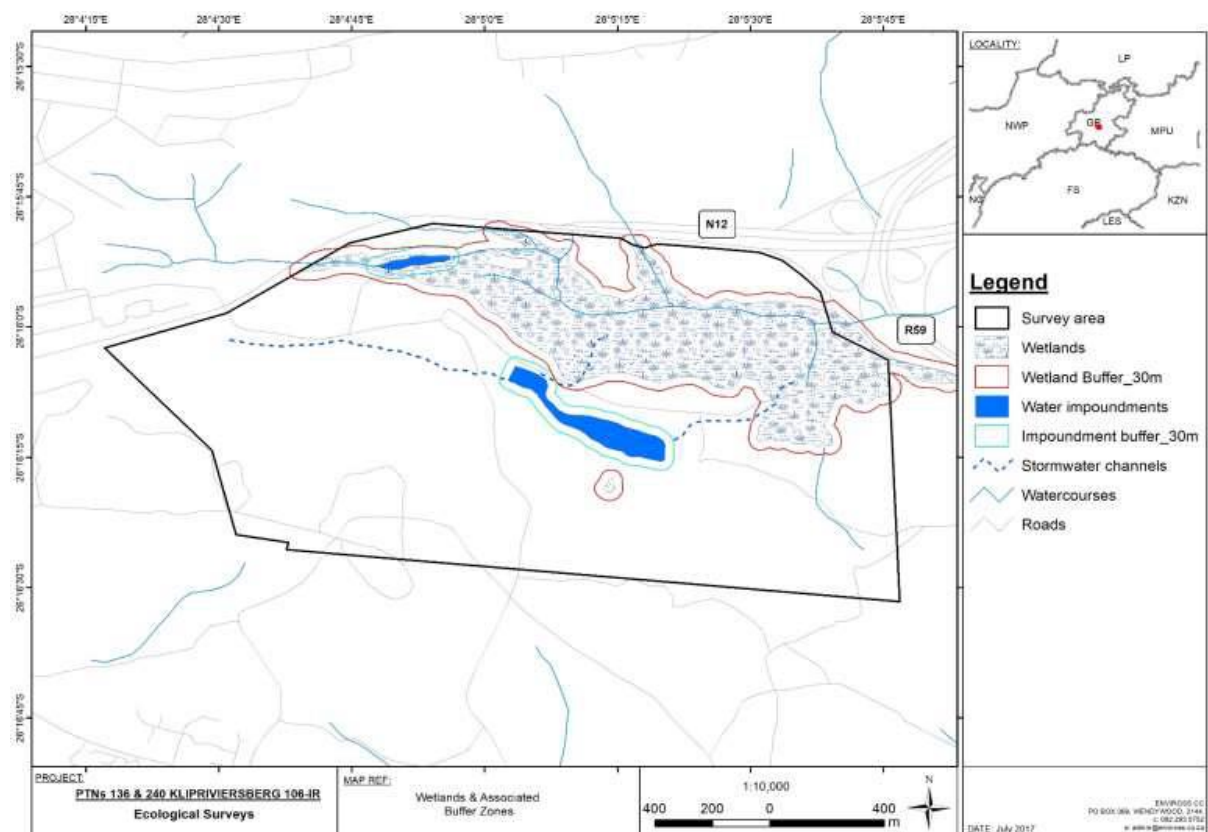 28°4'15"E 28°4'30"E 28°4'45"E 28°5'0"E 28°5'15"E 28°5'30"E 28°5'45"E
26°15'30"S
26°15'45"S
26°16'0"S
26°16'15"S
26°16'30"S
26°16'45"S
N12
R59
LOCALITY:
LP
NWP
GP
MPU
FS
KZN
LES
Legend
Survey area
Wetlands
Wetland Buffer_30m
Water impoundments
Impoundment buffer_30m
Stormwater channels
Watercourses
Roads
PROJECT:
PTNs 136 & 240 KLIPRIVIERSBERG 106-IR
Ecological Surveys
MAP REF:
Wetlands & Associated
Buffer Zones
1:10,000
400 200 0 400
m
N
ENVIROSS CC
WENDYWOOD, 2144
DATE: July 2017